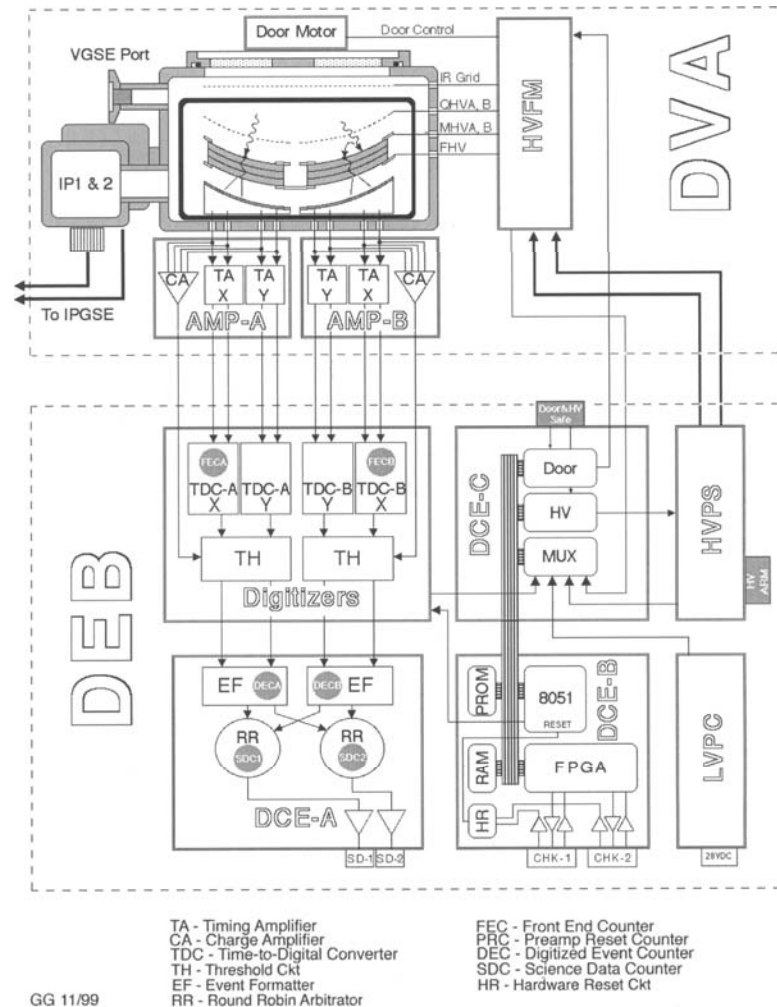 Door Motor
Door Control
VGSE Port
IR Grid
QHVA, B
MHVA, B
FHV
HVFM
DVA
IP1 & 2
To IPGSE
CA
TA
X
TA
Y
TA
Y
TA
X
CA
AMP-A
AMP-B
Door&HV
Safe
FECA
TDC-A
X
TDC-A
Y
TDC-B
Y
FECB
TDC-B
X
TH
TH
Digitizers
DCE-C
Door
HV
MUX
HVPS
HV
ARM
DEB
EF
DECA
DECB
EF
RR
SDC1
RR
SDC2
DCE-A
SD-1
SD-2
PROM
8051
RESET
DCE-B
RAM
FPGA
HR
CHK-1
CHK-2
LVPC
28VDC
TA - Timing Amplifier
CA - Charge Amplifier
TDC - Time-to-Digital Converter
TH - Threshold Ckt
EF - Event Formatter
RR - Round Robin Arbitrator
FEC - Front End Counter
PRC - Preamp Reset Counter
DEC - Digitized Event Counter
SDC - Science Data Counter
HR - Hardware Reset Ckt
GG 11/99